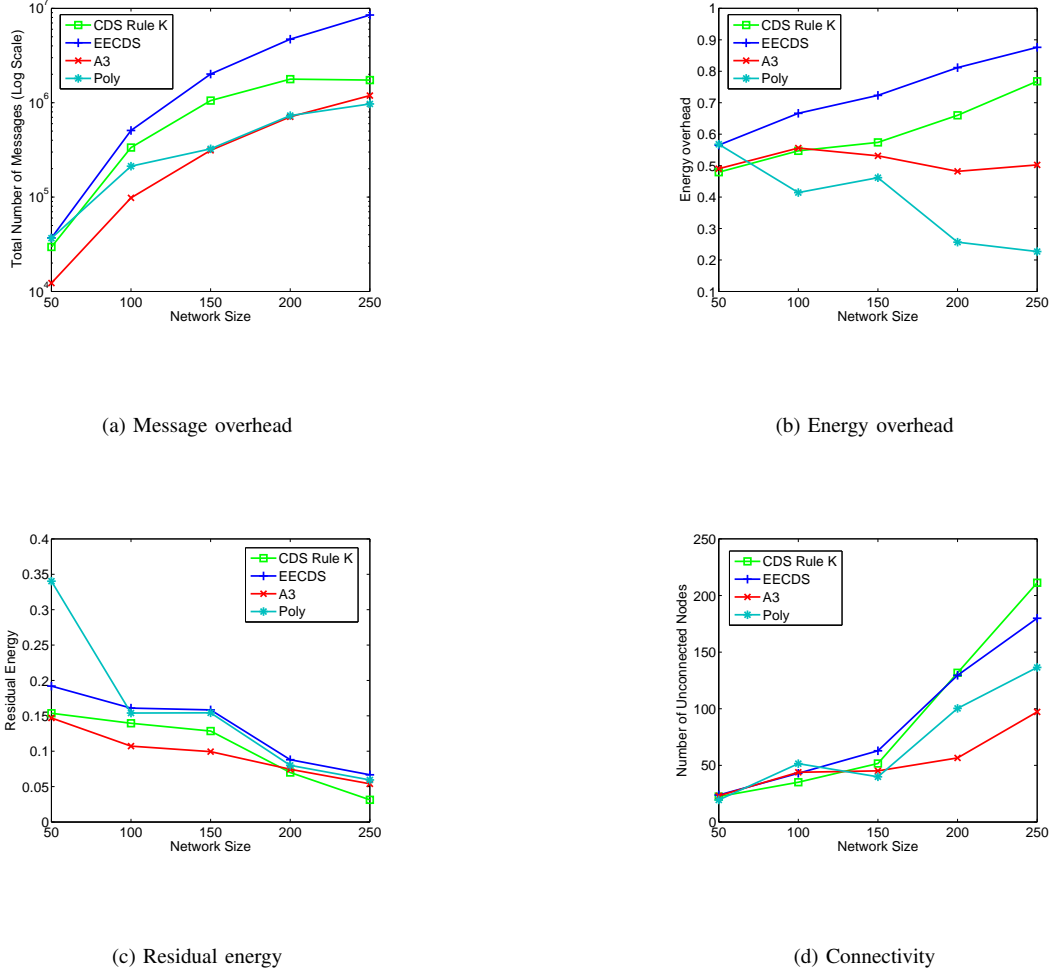 10^7
10^6
10^5
10^4
Total Number of Messages (Log Scale)
CDS Rule K
EECDS
A3
Poly
50 100 150 200 250
Network Size
(a) Message overhead
1
0.9
0.8
0.7
0.6
0.5
0.4
0.3
0.2
0.1
Energy overhead
CDS Rule K
EECDS
A3
Poly
50 100 150 200 250
Network Size
(b) Energy overhead
0.4
0.35
0.3
0.25
0.2
0.15
0.1
0.05
0
Residual Energy
CDS Rule K
EECDS
A3
Poly
50 100 150 200 250
Network Size
(c) Residual energy
250
200
150
100
50
0
Number of Unconnected Nodes
CDS Rule K
EECDS
A3
Poly
50 100 150 200 250
Network Size
(d) Connectivity